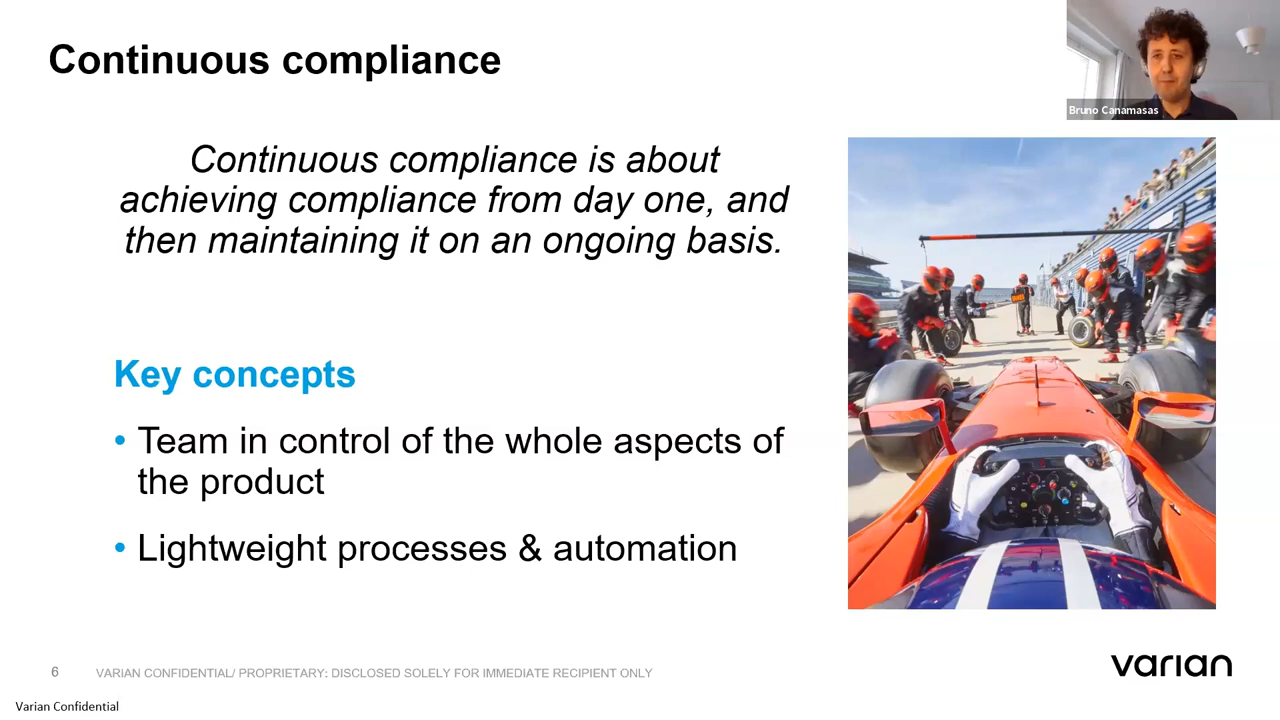 Continuous compliance
Bruno Canamasas
Continuous compliance is about
achieving compliance from day one, and
then maintaining it on an ongoing basis.
Key concepts
• Team in control of the whole aspects of
the product
• Lightweight processes & automation
6
VARIAN CONFIDENTIAL/ PROPRIETARY: DISCLOSED SOLELY FOR IMMEDIATE RECIPIENT ONLY
varian
Varian Confidential